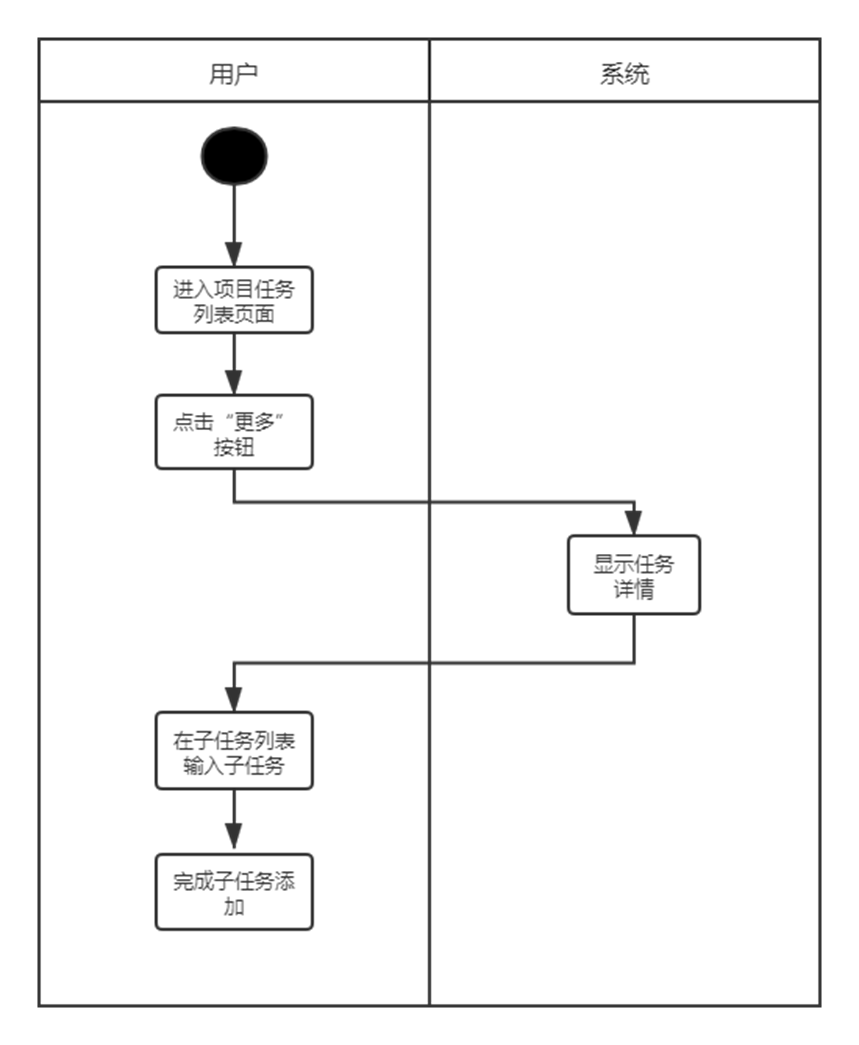 用户
系统
进入项目任务
列表页面
点击“更多”
按钮
显示任务
详情
在子任务列表
输入子任务
完成子任务添
加